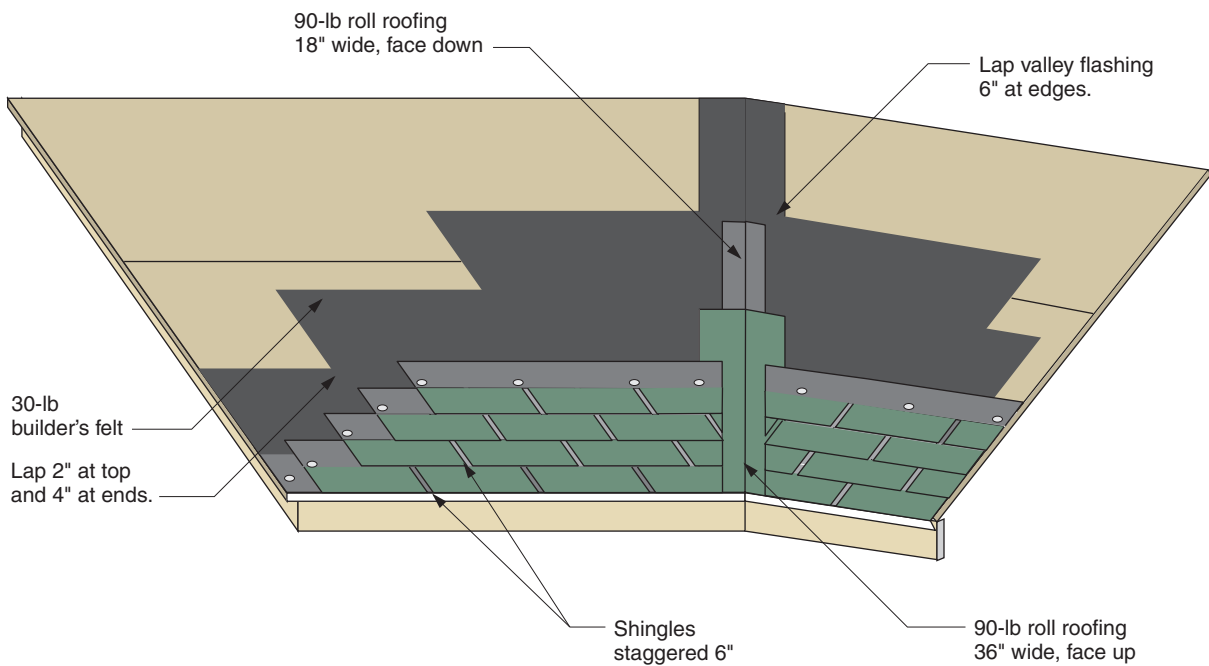 90-lb roll roofing
18" wide, face down
Lap valley flashing
6" at edges.
30-lb
builder’s felt
Lap 2" at top
and 4" at ends.
Shingles
staggered 6"
90-lb roll roofing
36" wide, face up